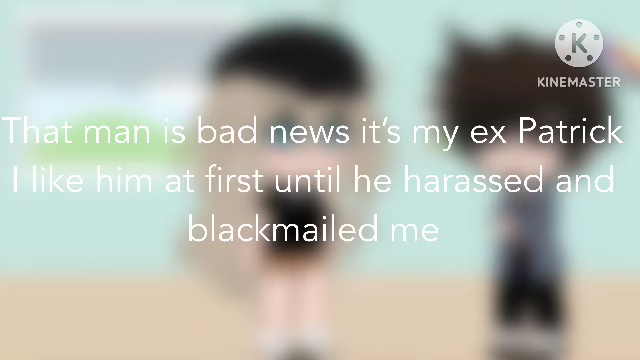 KINEMASTER
That man is bad news it's my ex Patrick
I like him at first until he harassed and
blackmailed me